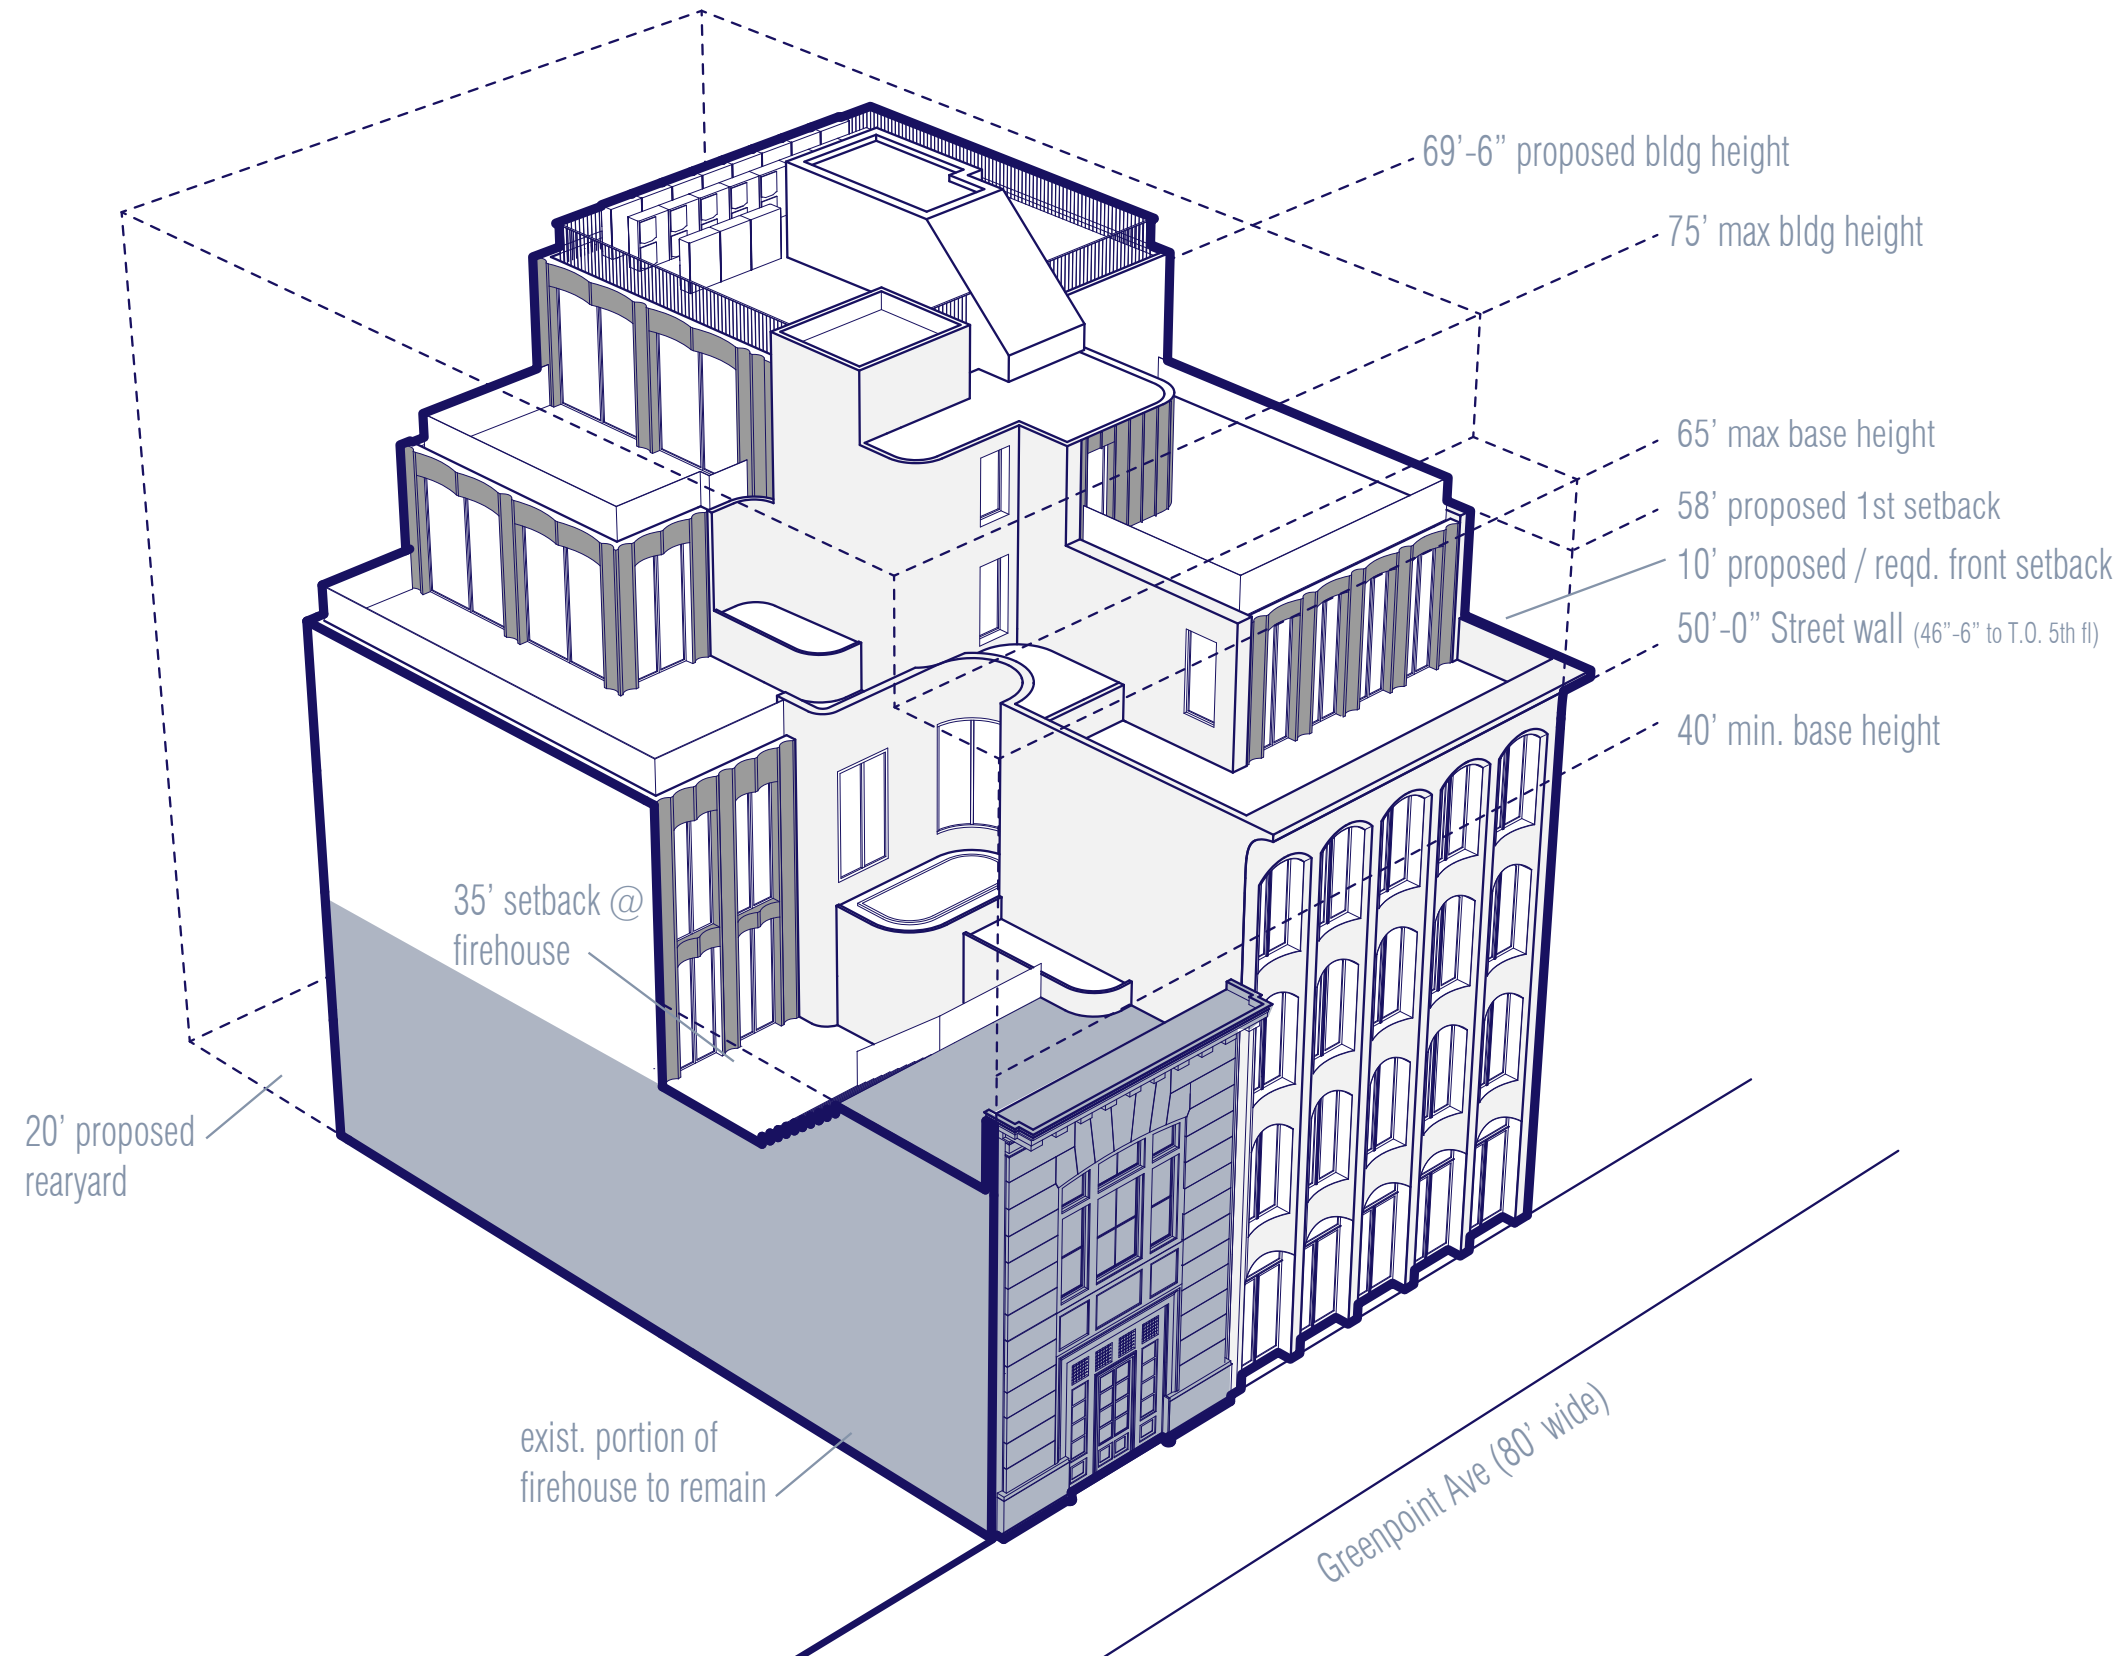 69’-6” proposed bldg height
75’ max bldg height
65’ max base height
58’ proposed 1st setback
10’ proposed / reqd. front setback
50’-0” Street wall (46”-6” to T.O. 5th fl)
40’ min. base height
35’ setback @
firehouse
20’ proposed
rearyard
exist. portion of
firehouse to remain
Greenpoint Ave (80’ wide)